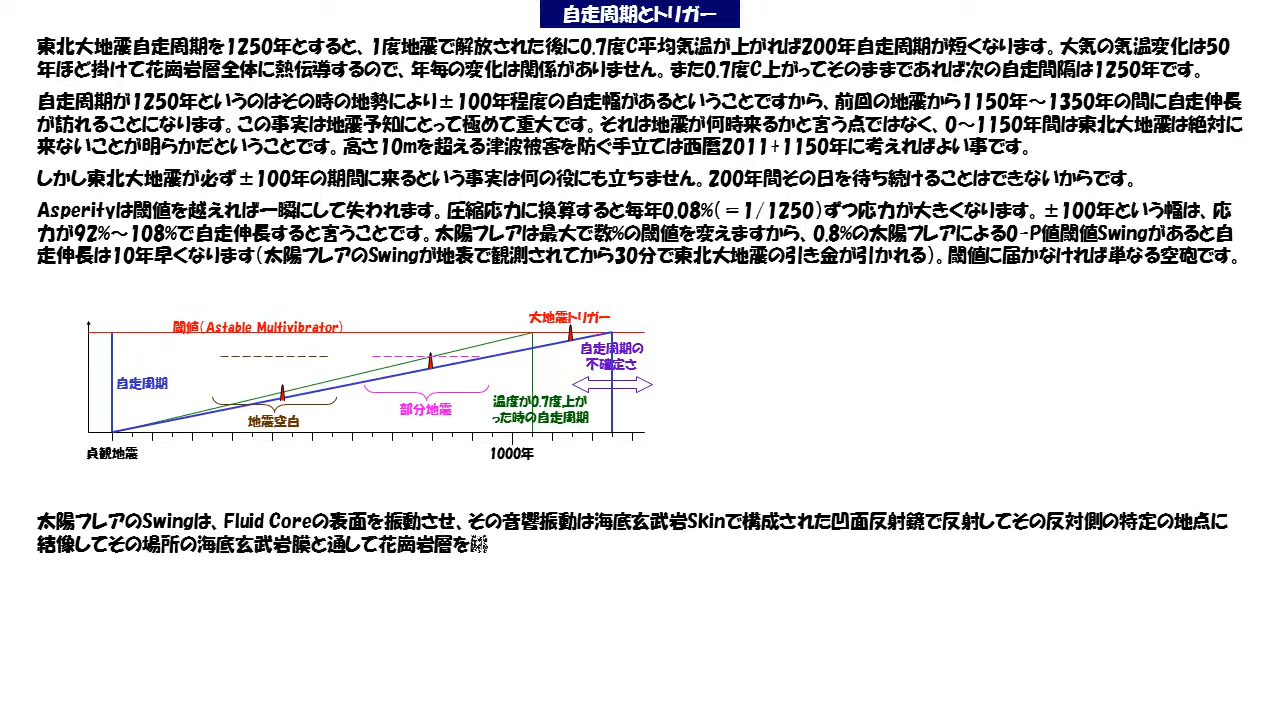 自走周期とトリガー
東北大地震自走周期を1250年とすると、1度地震で解放された後に0.7度C平均気温が上がれば200年自走周期が短くなります。大気の気温変化は50
年ほど掛けて花崗岩層全体に熱伝導するので、年毎の変化は関係がありません。また0.7度C上がってそのままであれば次の自走間隔は1250年です。
自走周期が1250年というのはその時の地勢により±100年程度の自走幅があるということですから、前回の地震から1150年～1350年の間に自走伸長
が訪れることになります。この事実は地震予知にとって極めて重大です。それは地震が何時来るかと言う点ではなく、0～1150年間は東北大地震は絶対に
来ないことが明らかだということです。高さ10mを超える津波被害を防ぐ手立ては西暦2011+1150年に考えればよい事です。
しかし東北大地震が必ず±100年の期間に来るという事実は何の役にも立ちません。200年間その日を待ち続けることはできないからです。
Asperityは閾値を越えれば一瞬にして失われます。圧縮応力に換算すると毎年0.08%(＝1/1250)ずつ応力が大きくなります。±100年という幅は、応
力が92%～108%で自走伸長すると言うことです。太陽フレアは最大で数%の閾値を変えますから、0.8%の太陽フレアによる0-P値閾値Swingがあると自
走伸長は10年早くなります(太陽フレアのSwingが地表で観測されてから30分で東北大地震の引き金が引かれる)。閾値に届かなければ単なる空砲です。
大地震トリガー
閾値(Astable Multivibrator)
自走周期の
不確定さ
自走周期
温度が0.7度上が
った時の自走周期
部分地震
地震空白
貞観地震
1000年
太陽フレアのSwingは、Fluid Coreの表面を振動させ、その音響振動は海底玄武岩Skinで構成された凹面反射鏡で反射してその反対側の特定の地点に
結像してその場所の海底玄武岩膜と通して花崗岩層を